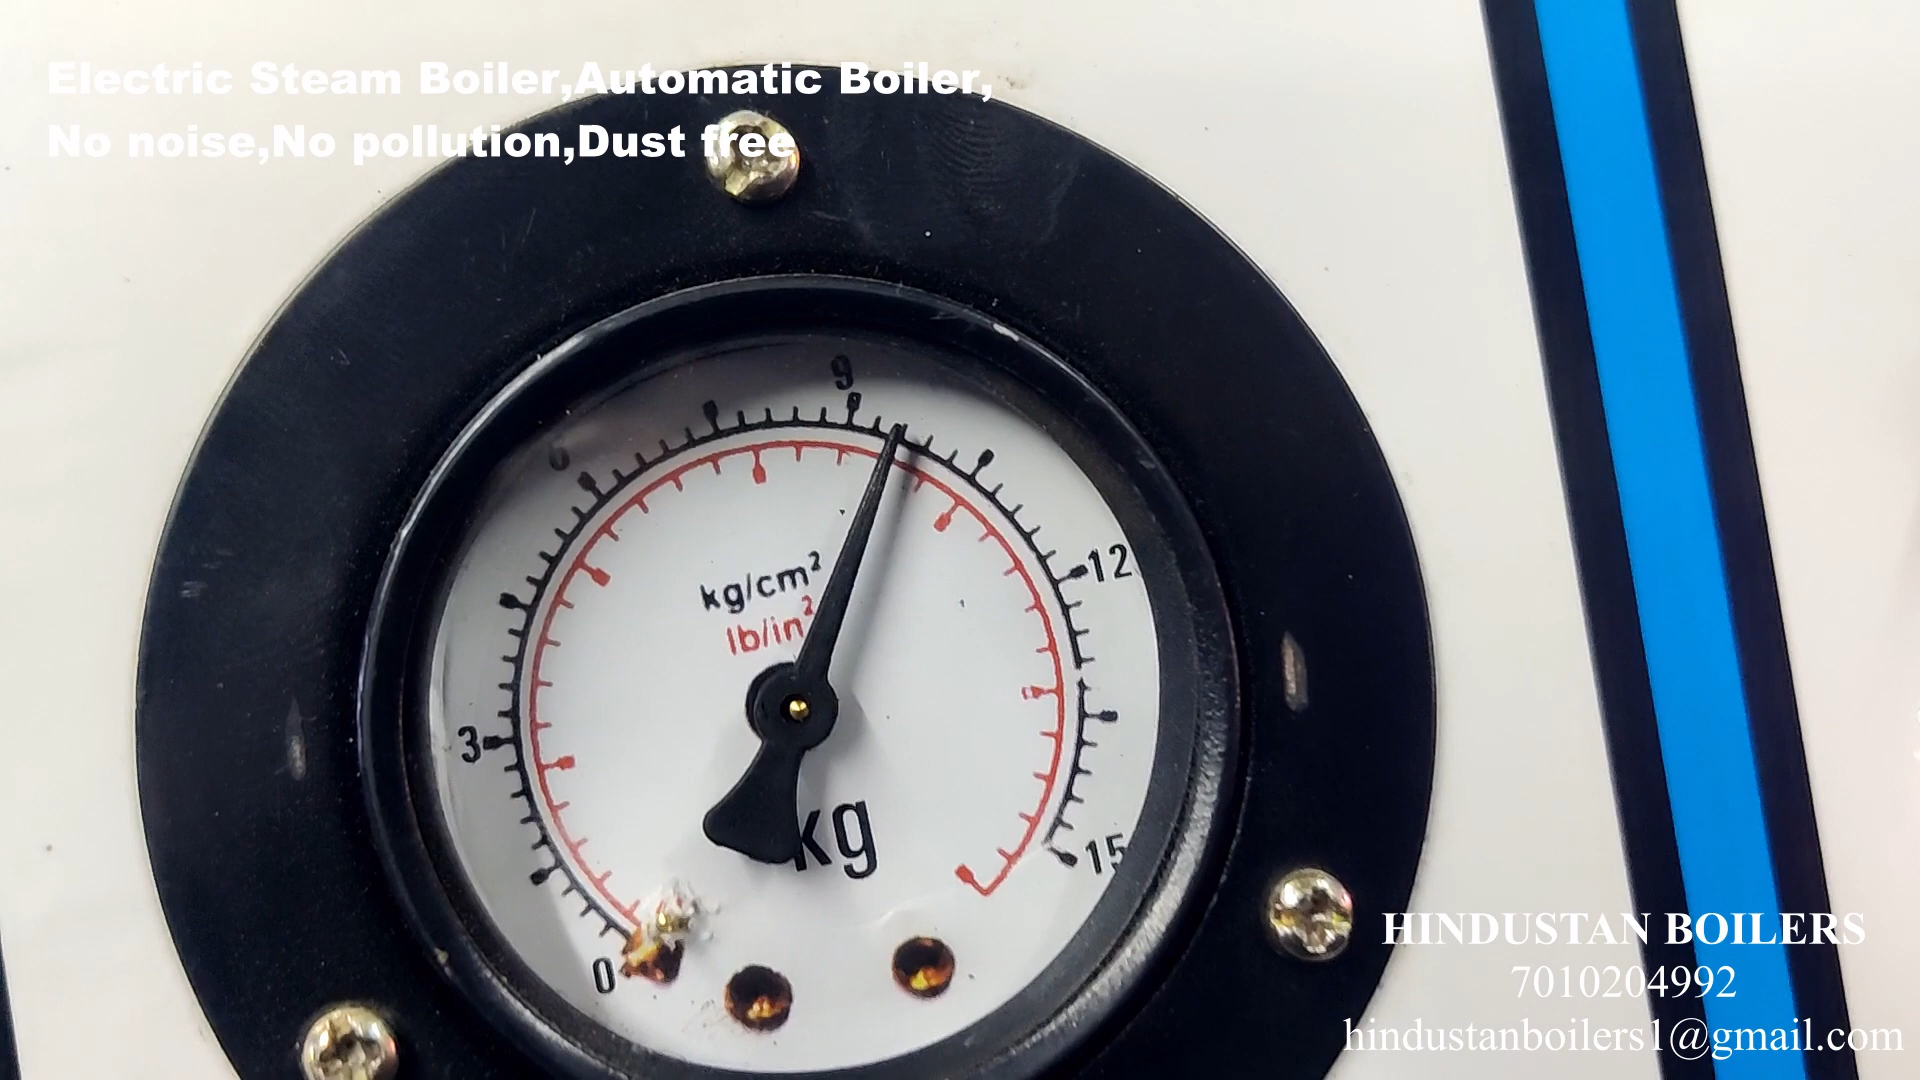 Electric Steam Boiler,Automatic Boiler,
No noise,No pollution,Dust free
9
6
12
kg/cm²
lb/in²
3
kg
15
0
HINDUSTAN BOILERS
7010204992
hindustanboilers1@gmail.com